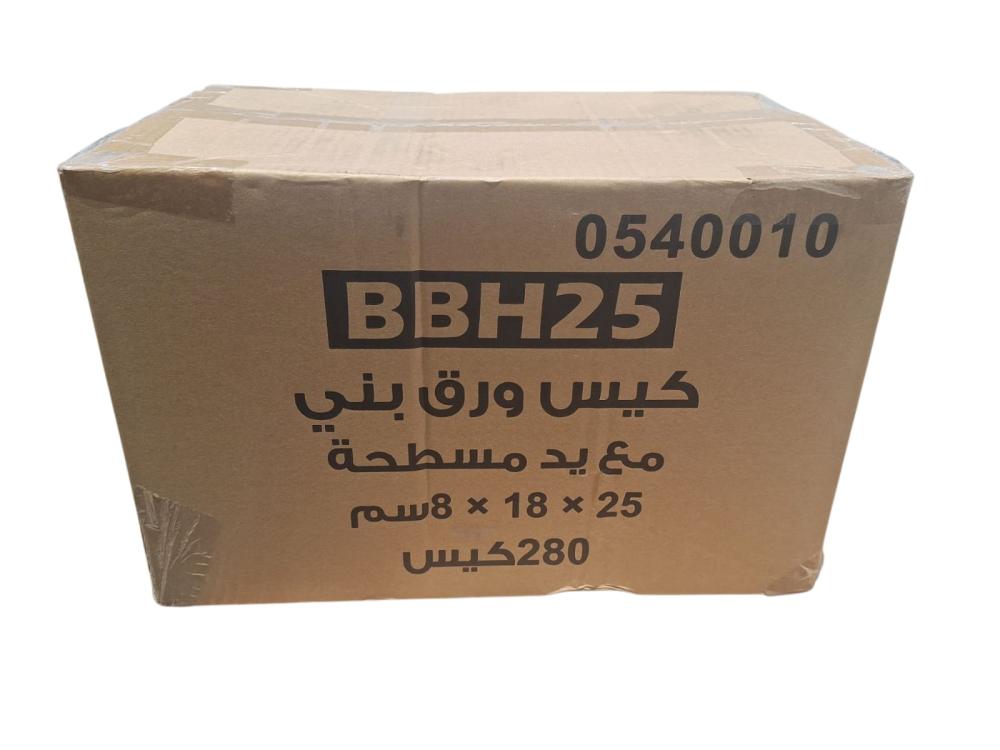 0540010
BBH25
كيس ورق بني
مع يد مسطحة
25 × 18 × 8سم
280كيس